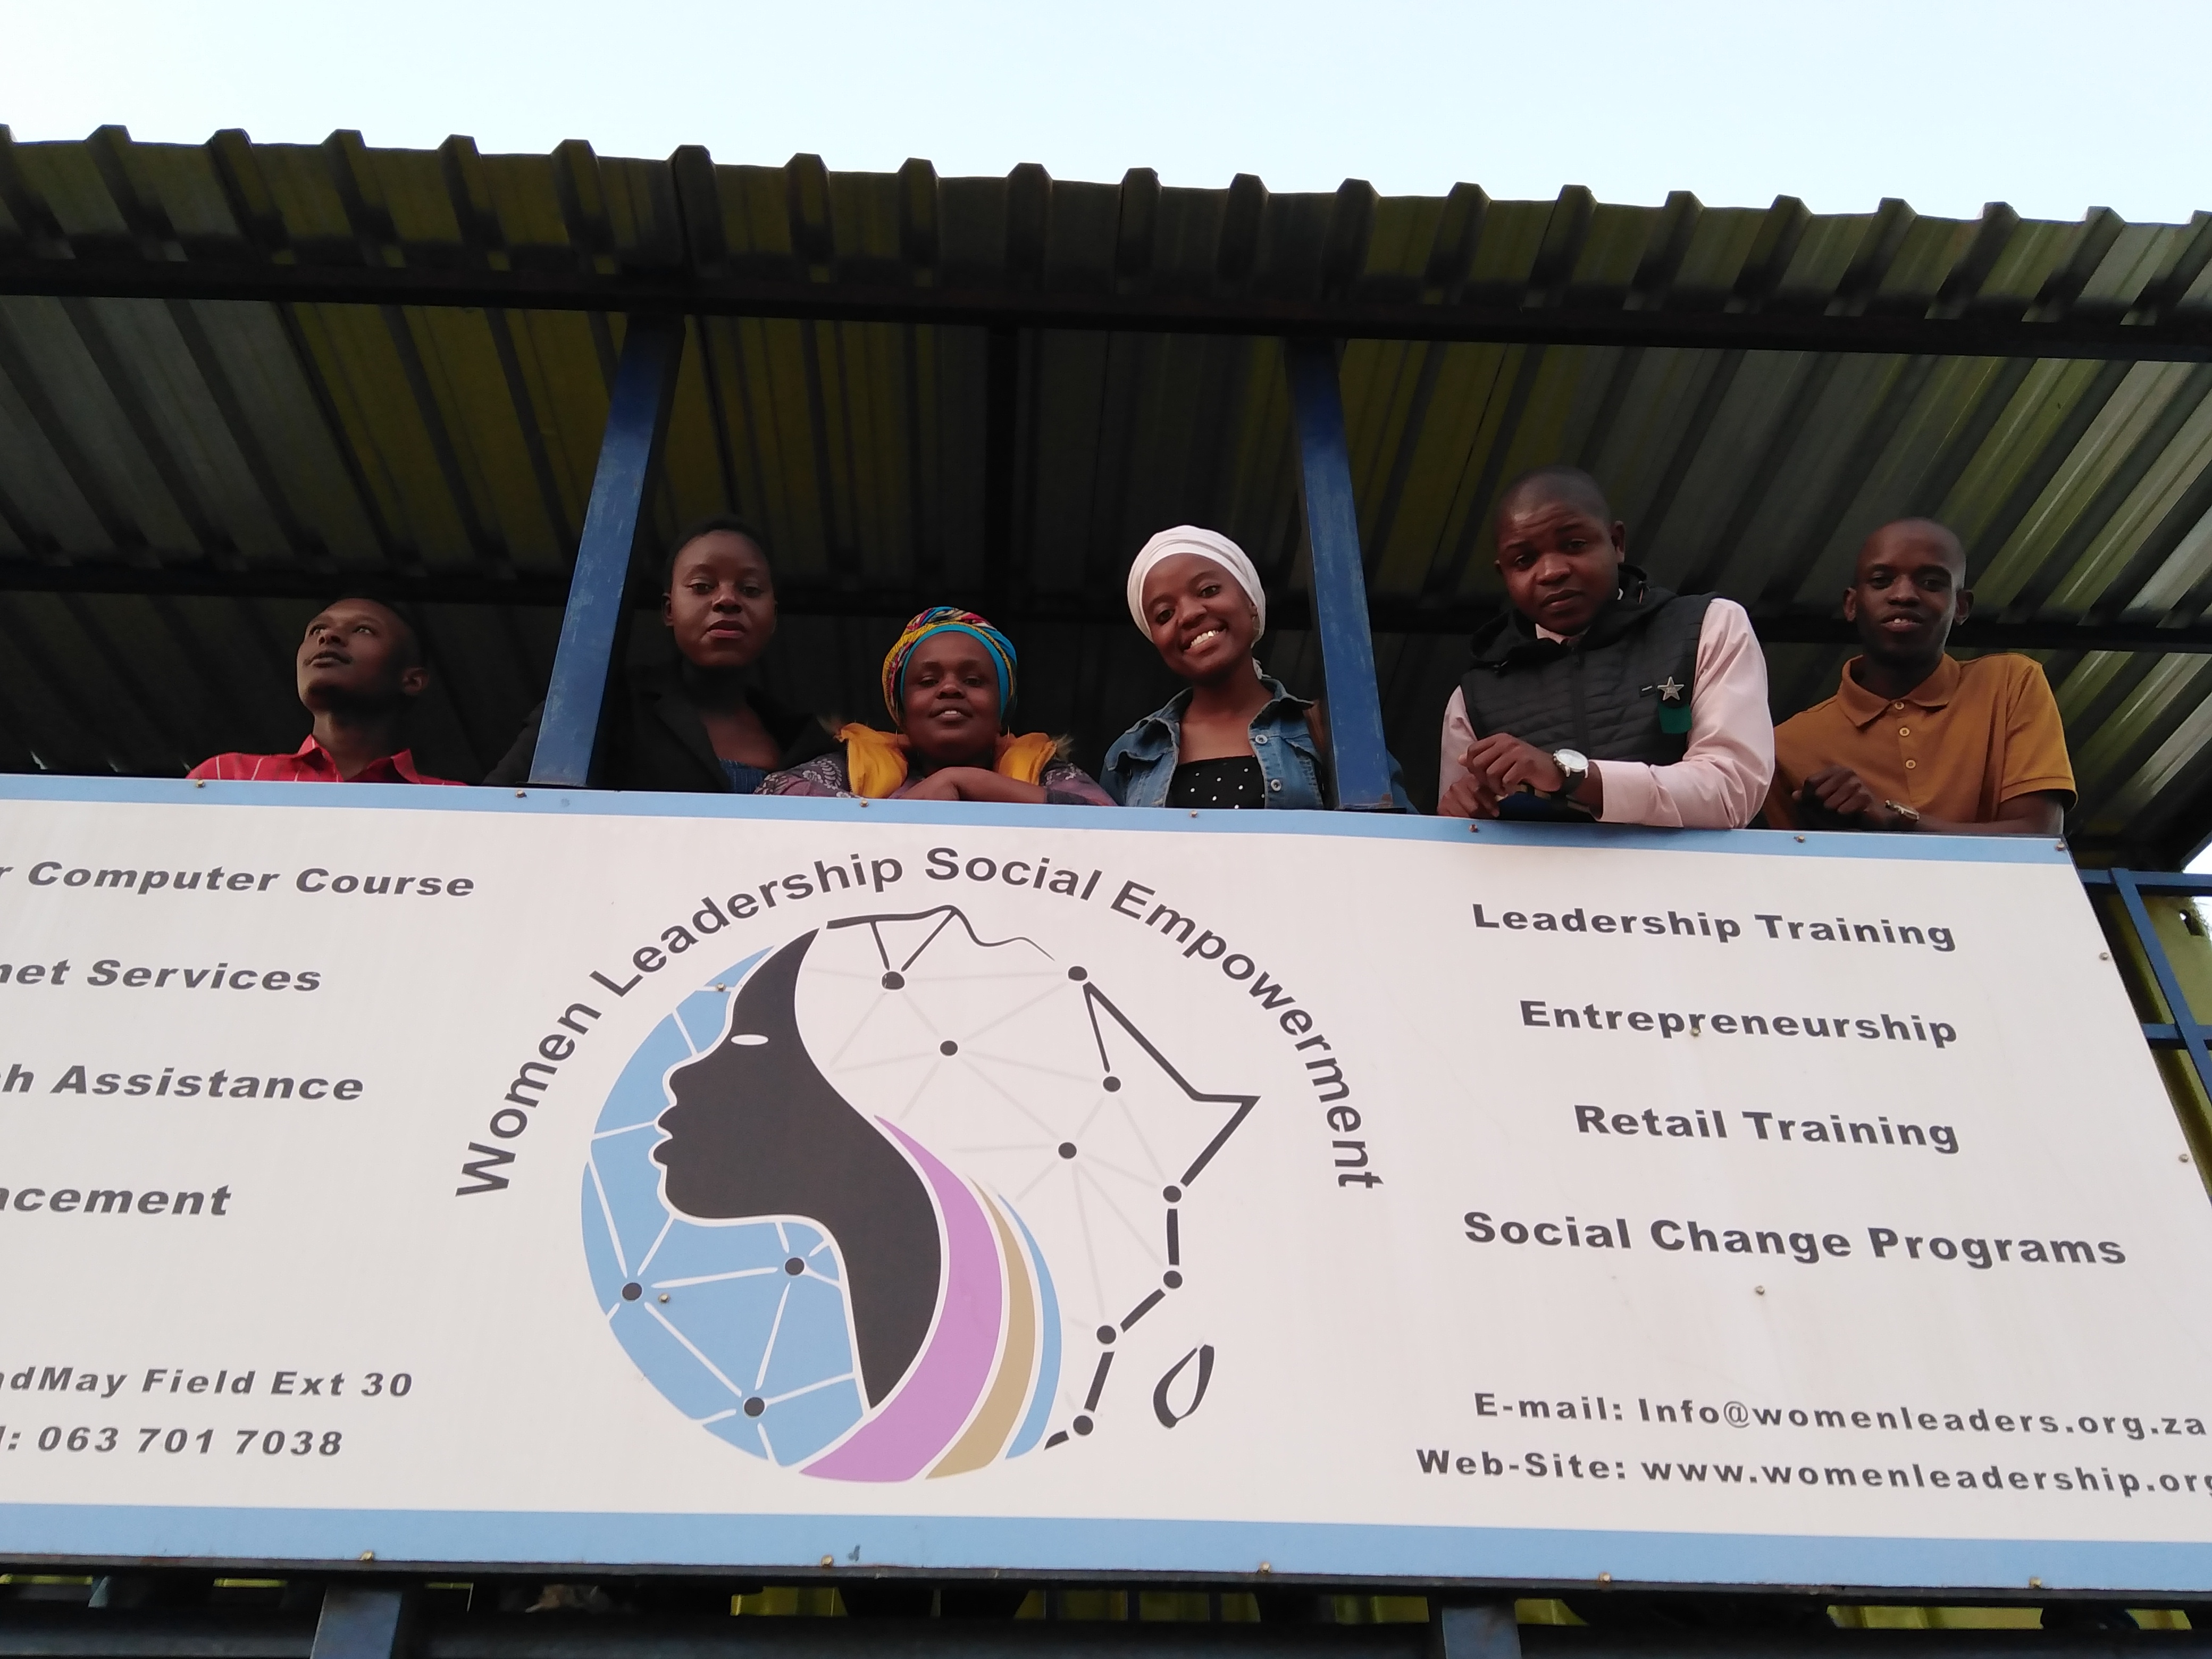 Computer Course
Services
Assistance
Field Ext 30
063 701 7038
Women Leadership Social Empowerment
Leadership Training
Entrepreneurship
Retail Training
Social Change Programs
E-mail: Info@womenleaders.org.za
Web-Site: www.womenleadership.org